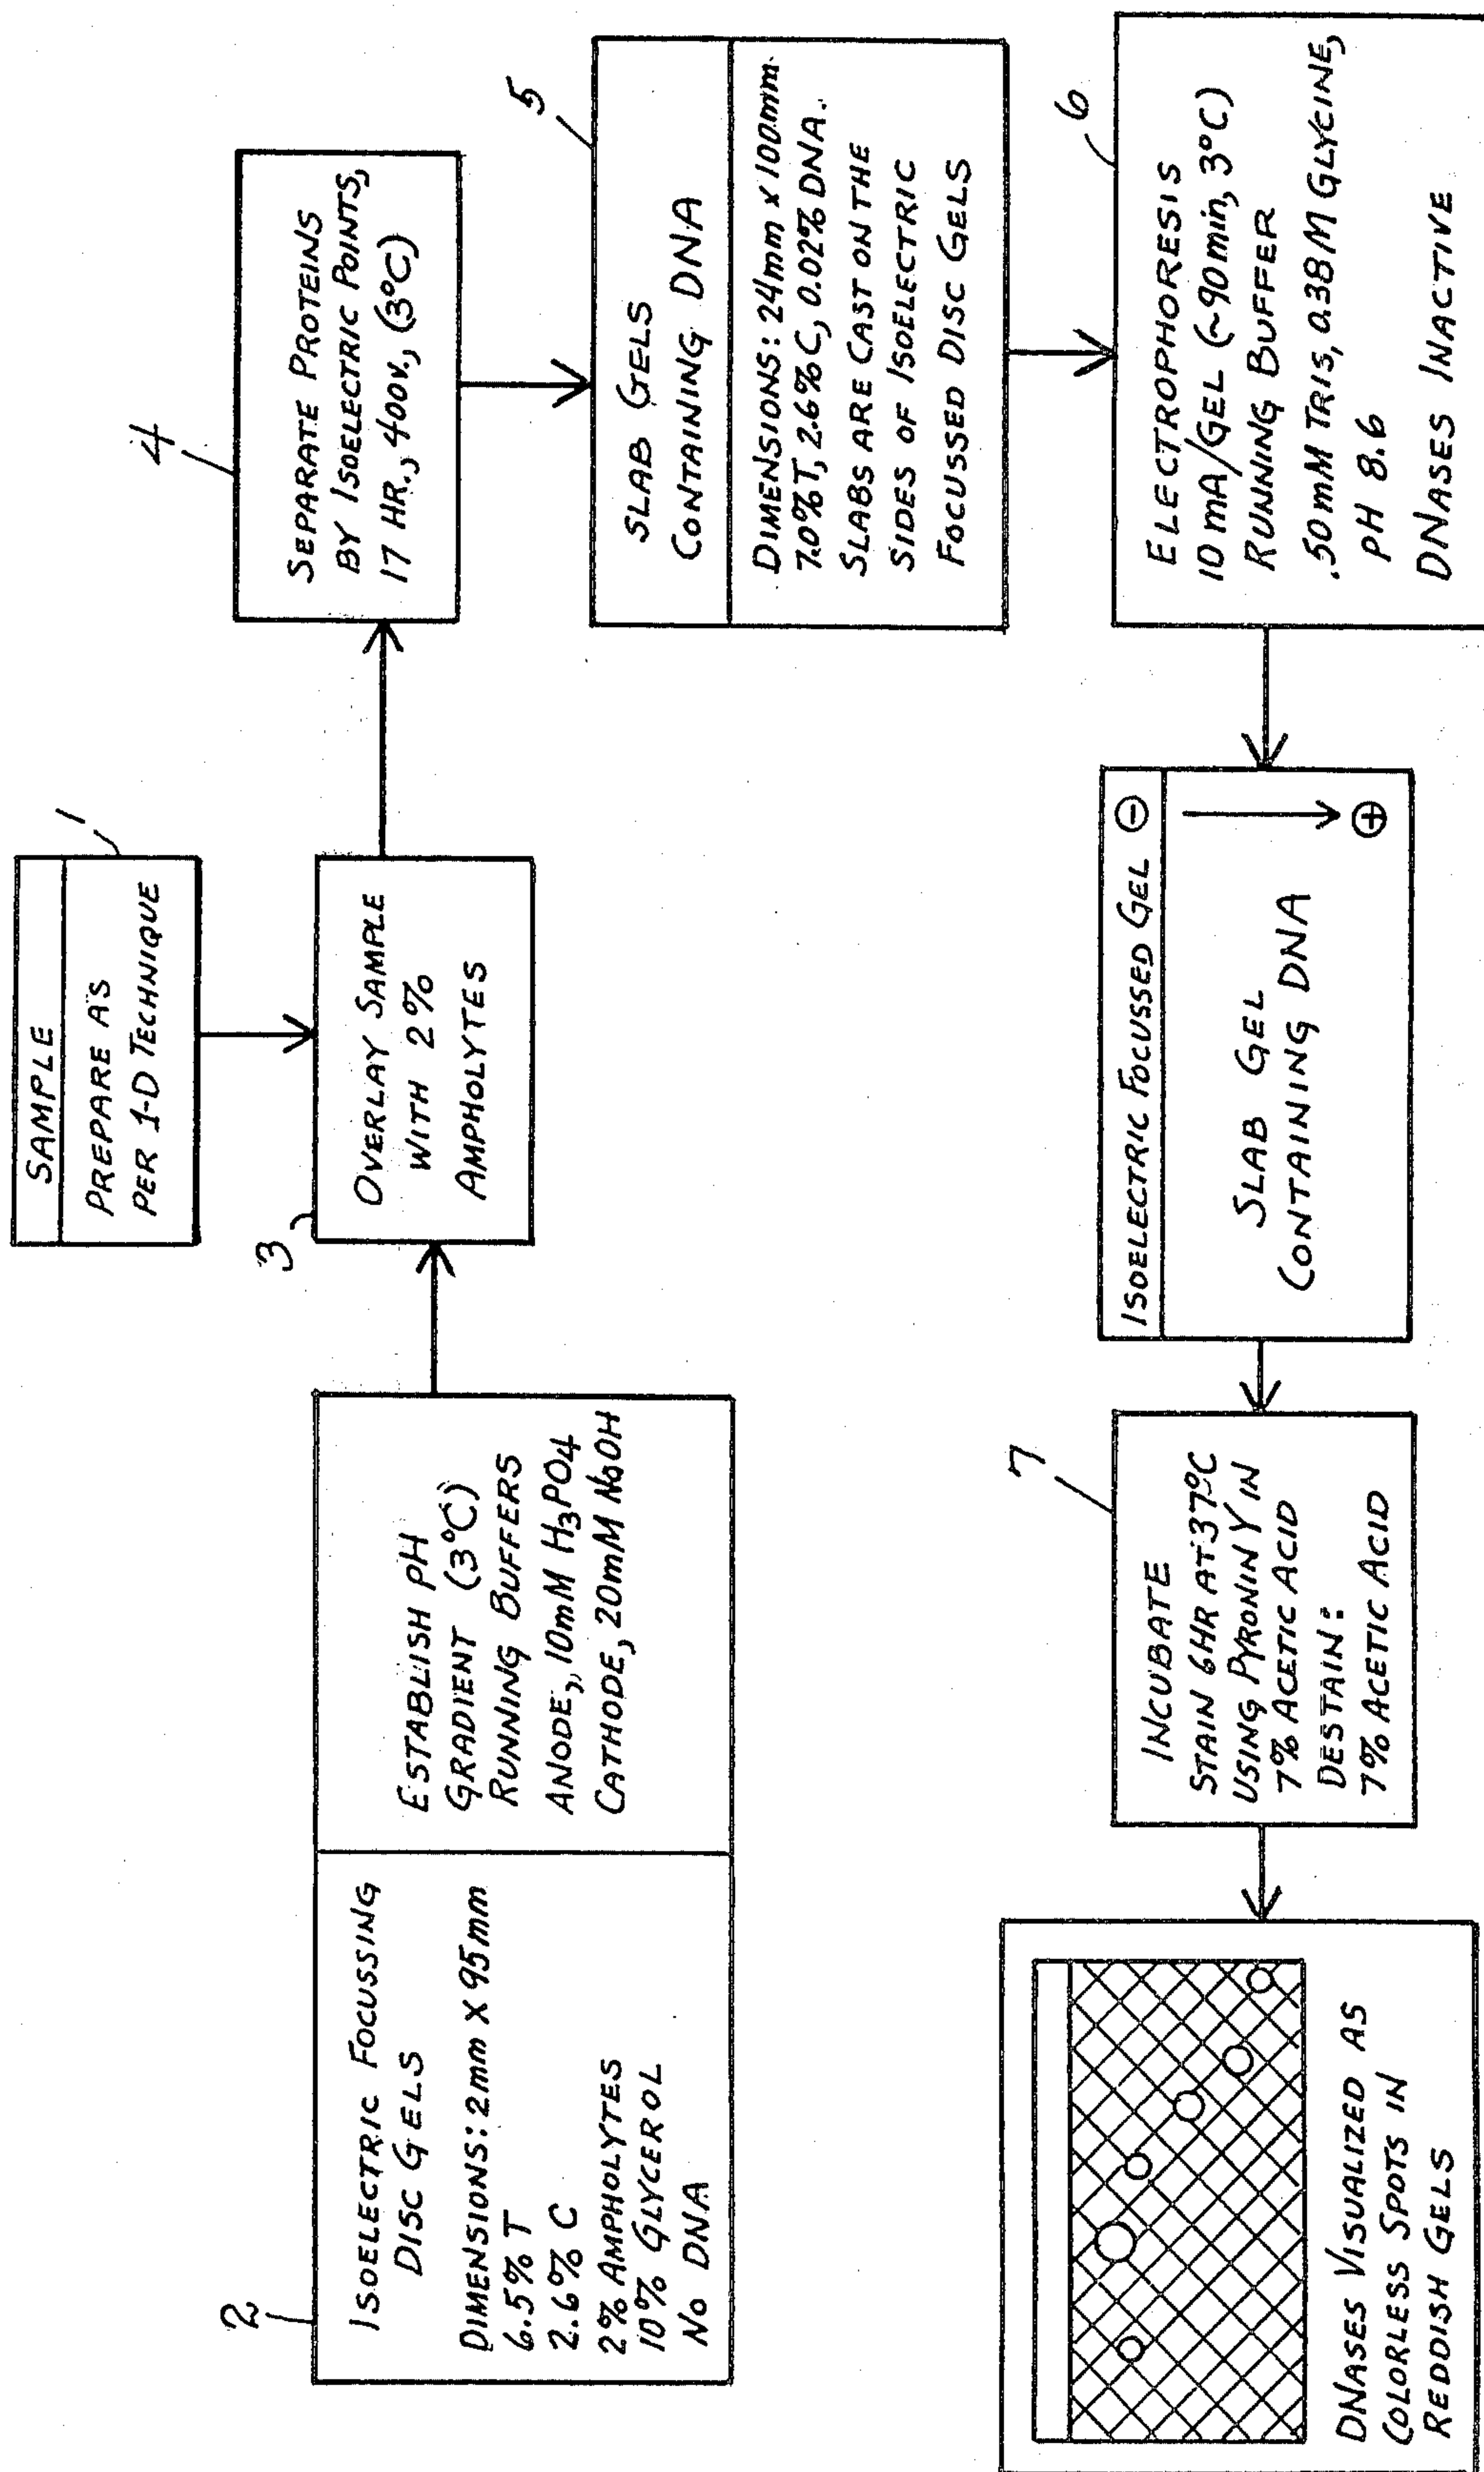 SAMPLE
1
PREPARE AS
PER 1-D TECHNIQUE
2
ISOELECTRIC FOCUSSING
DISC GELS
DIMENSIONS: 2mm X 95mm
6.5% T
2.6% C
2% AMPHOLYTES
10% GLYCEROL
NO DNA
ESTABLISH PH
GRADIENT (3°C)
RUNNING BUFFERS
ANODE, 10mM H3PO4
CATHODE, 20mM NaOH
3
OVERLAY SAMPLE
WITH 2%
AMPHOLYTES
4
SEPARATE PROTEINS
BY ISOELECTRIC POINTS,
17 HR., 400V., (3°C)
5
SLAB GELS
CONTAINING DNA
DIMENSIONS: 24mm X 100mm
7.0% T, 2.6% C, 0.02% DNA.
SLABS ARE CAST ON THE
SIDES OF ISOELECTRIC
FOCUSSED DISC GELS
6
ELECTROPHORESIS
10 mA/GEL (~90min, 3°C)
RUNNING BUFFER
.50 mM TRIS, 0.38 M GLYCINE,
PH 8.6
DNASES INACTIVE
ISOELECTRIC FOCUSSED GEL ⊖
SLAB GEL
CONTAINING DNA
⊕
7
INCUBATE
STAIN 6HR AT 37°C
USING PYRONIN Y IN
7% ACETIC ACID
DESTAIN:
7% ACETIC ACID
DNASES VISUALIZED AS
COLORLESS SPOTS IN
REDDISH GELS